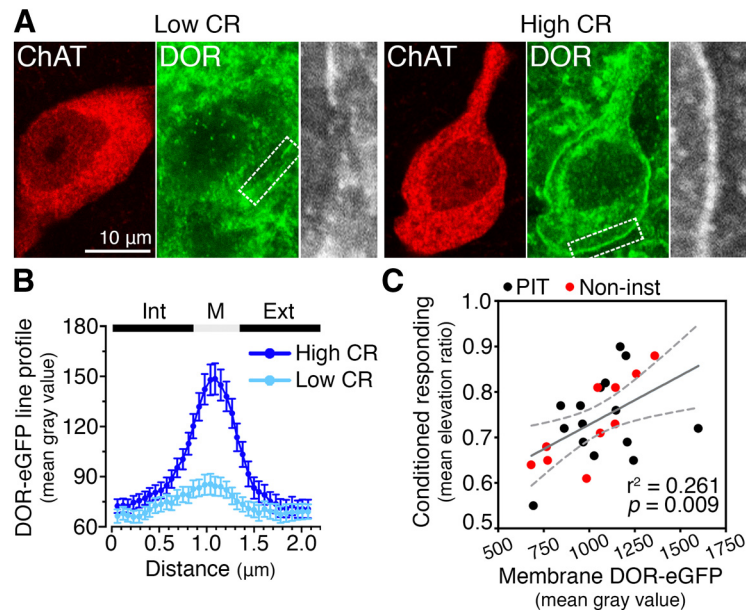 A
Low CR
High CR
ChAT
DOR
ChAT
DOR
10 µm
B
Int M Ext
180
150
120
90
60
DOR-eGFP line profile
(mean gray value)
High CR
Low CR
0 0.5 1.0 1.5 2.0
Distance (µm)
C
PIT Non-inst
1.0
0.9
0.8
0.7
0.6
0.5
Conditioned responding
(mean elevation ratio)
r² = 0.261
p = 0.009
500 750 1000 1250 1500 1750
Membrane DOR-eGFP
(mean gray value)